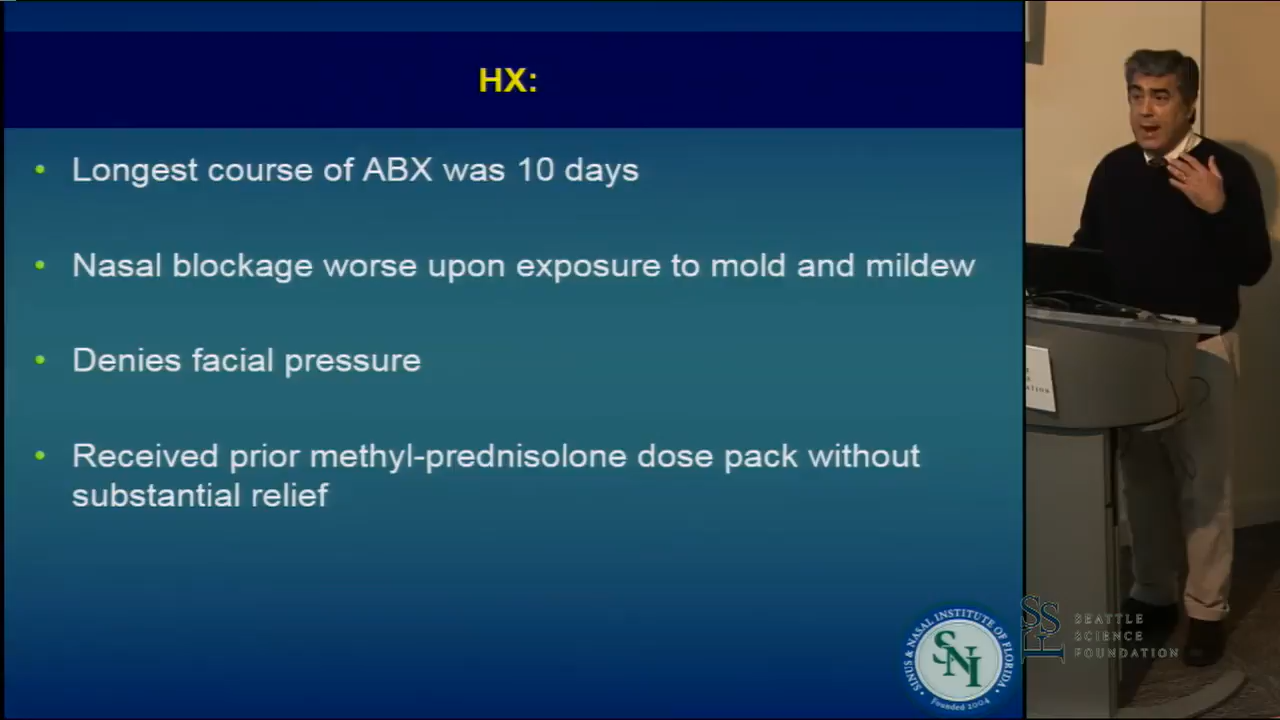 HX:
Longest course of ABX was 10 days
Nasal blockage worse upon exposure to mold and mildew
Denies facial pressure
Received prior methyl-prednisolone dose pack without
substantial relief
SINUS & NASAL INSTITUTE OF FLORIDA
SNI
Founded 2004
SSF
SEATTLE
SCIENCE
FOUNDATION